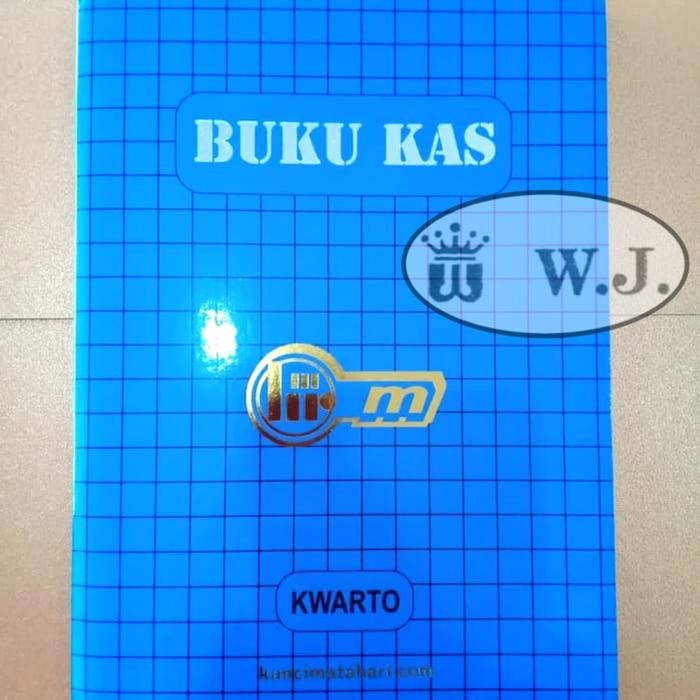 BUKU KAS
W.J.
m
KWARTO
kuncimatahari.com